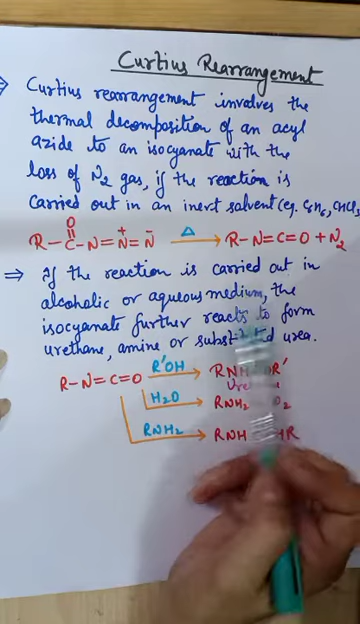 Curtius Rearrangement
⇒ Curtius rearrangement involves the
thermal decomposition of an acyl
azide to an isocyanate with the
loss of N₂ gas, if the reaction is
carried out in an inert solvent (eg. C₆H₆, CHCl₃
O
R-C-N=N⁺=N⁻ Δ→ R-N=C=O + N₂
⇒ If the reaction is carried out in
alcoholic or aqueous medium, the
isocyanate further reacts to form
urethane, amine or substituted urea.
R-N=C=O R'OH→ RNH OR'
H₂O→ RNH₂ O₂
RNH₂→ RNH HR